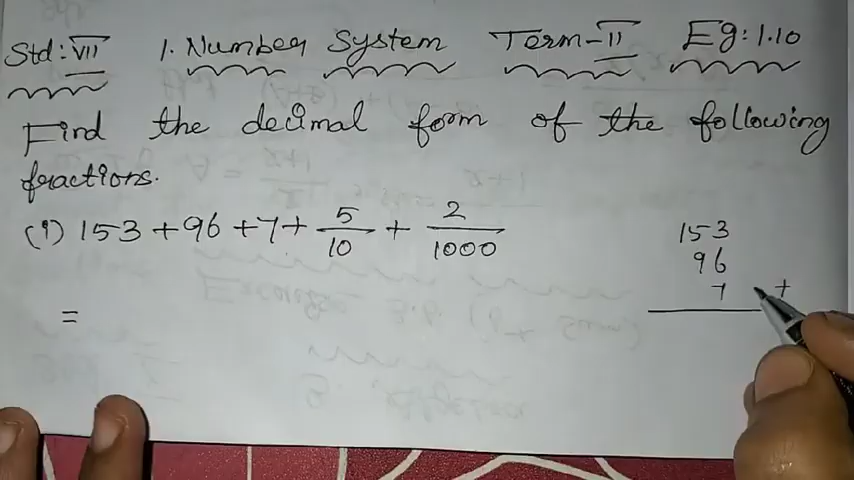 Std: VII 1. Number System Term-II Eg: 1.10
Find the decimal form of the following
fractions.
(i) 153 + 96 + 7 + 5/10 + 2/1000
=
153
96
7 +